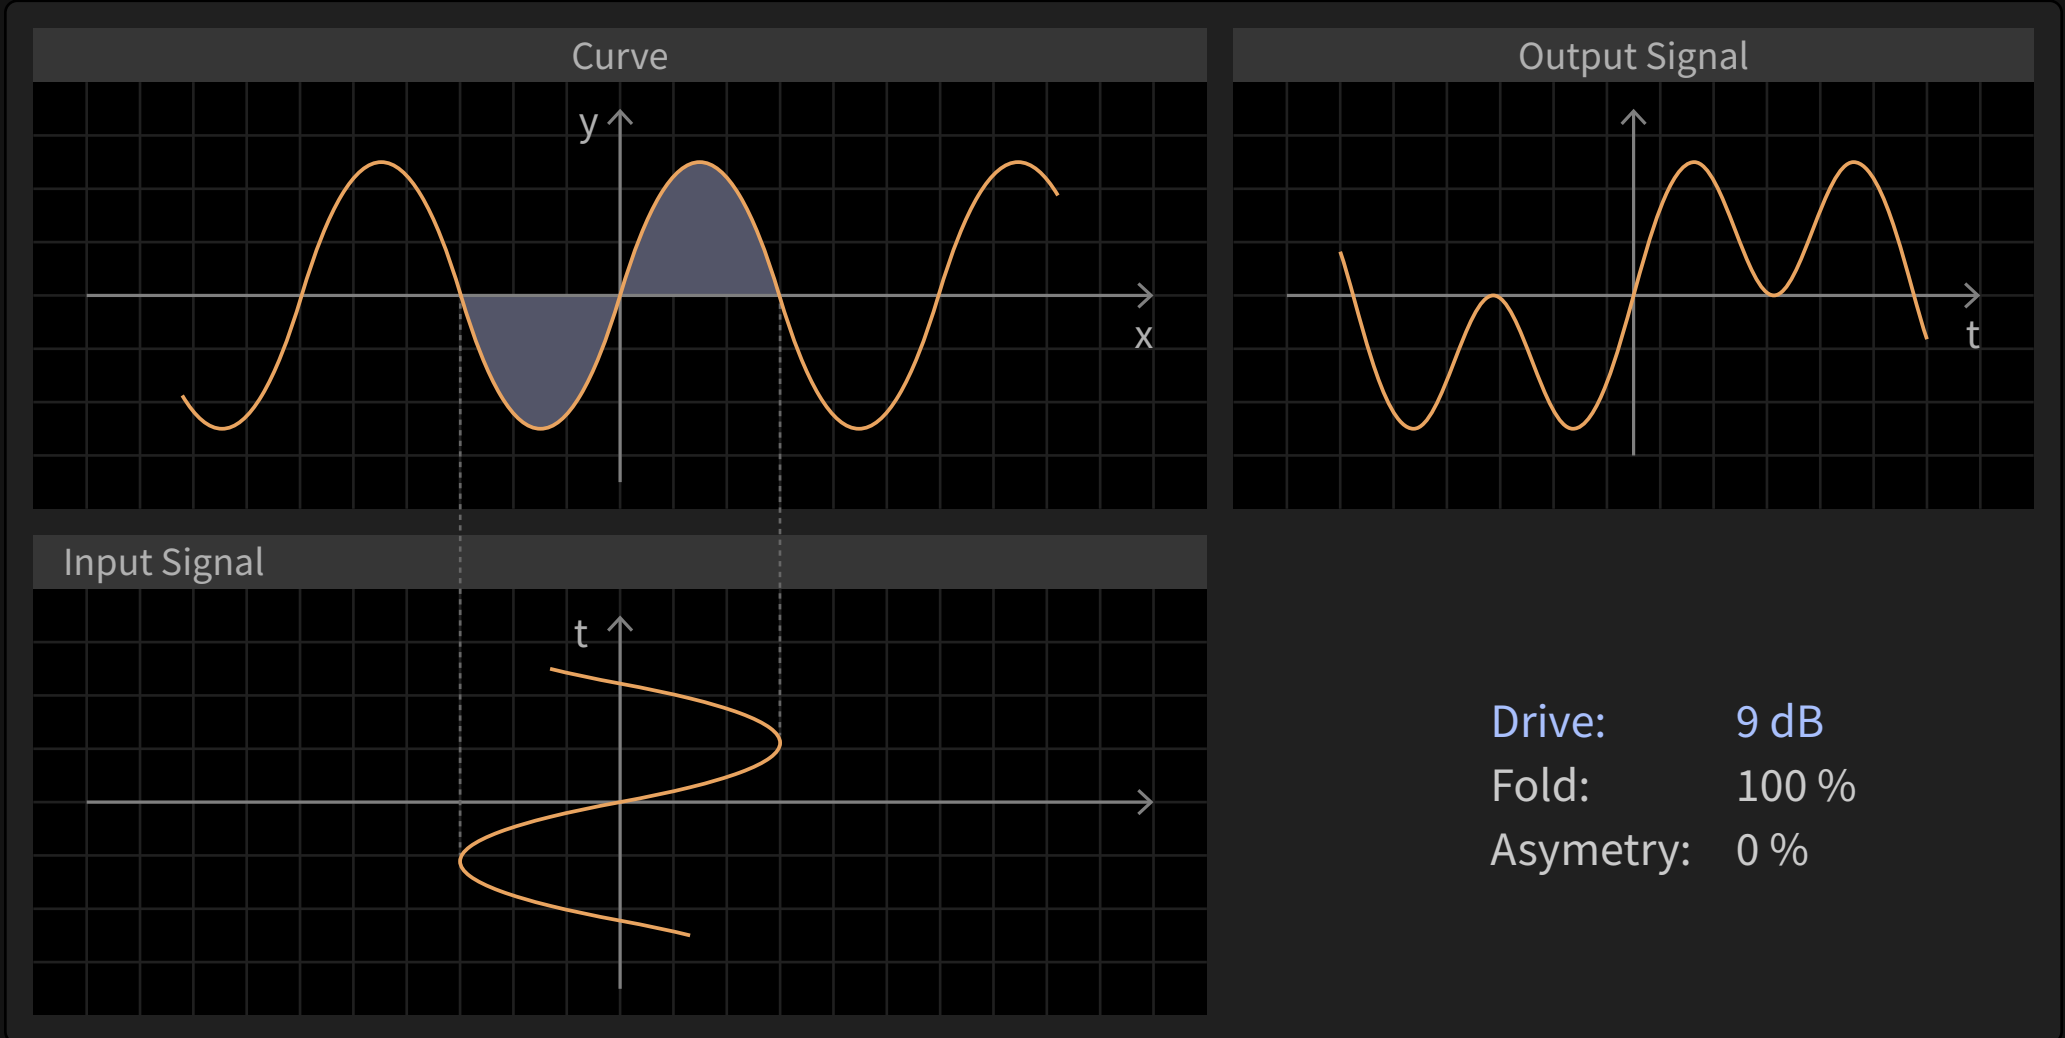 Curve
Output Signal
y
x
t
Input Signal
t
Drive: 9 dB
Fold: 100 %
Asymetry: 0 %